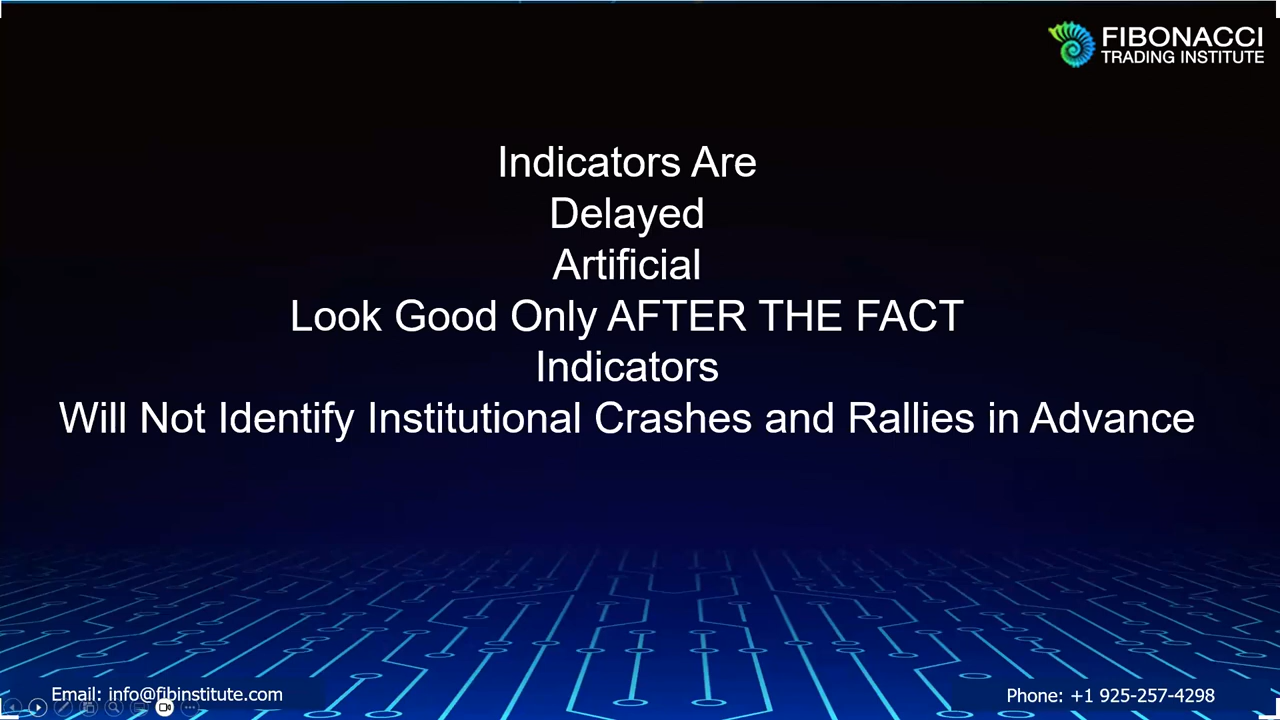 FIBONACCI
TRADING INSTITUTE
Indicators Are
Delayed
Artificial
Look Good Only AFTER THE FACT
Indicators
Will Not Identify Institutional Crashes and Rallies in Advance
Email: info@fibinstitute.com
Phone: +1 925-257-4298